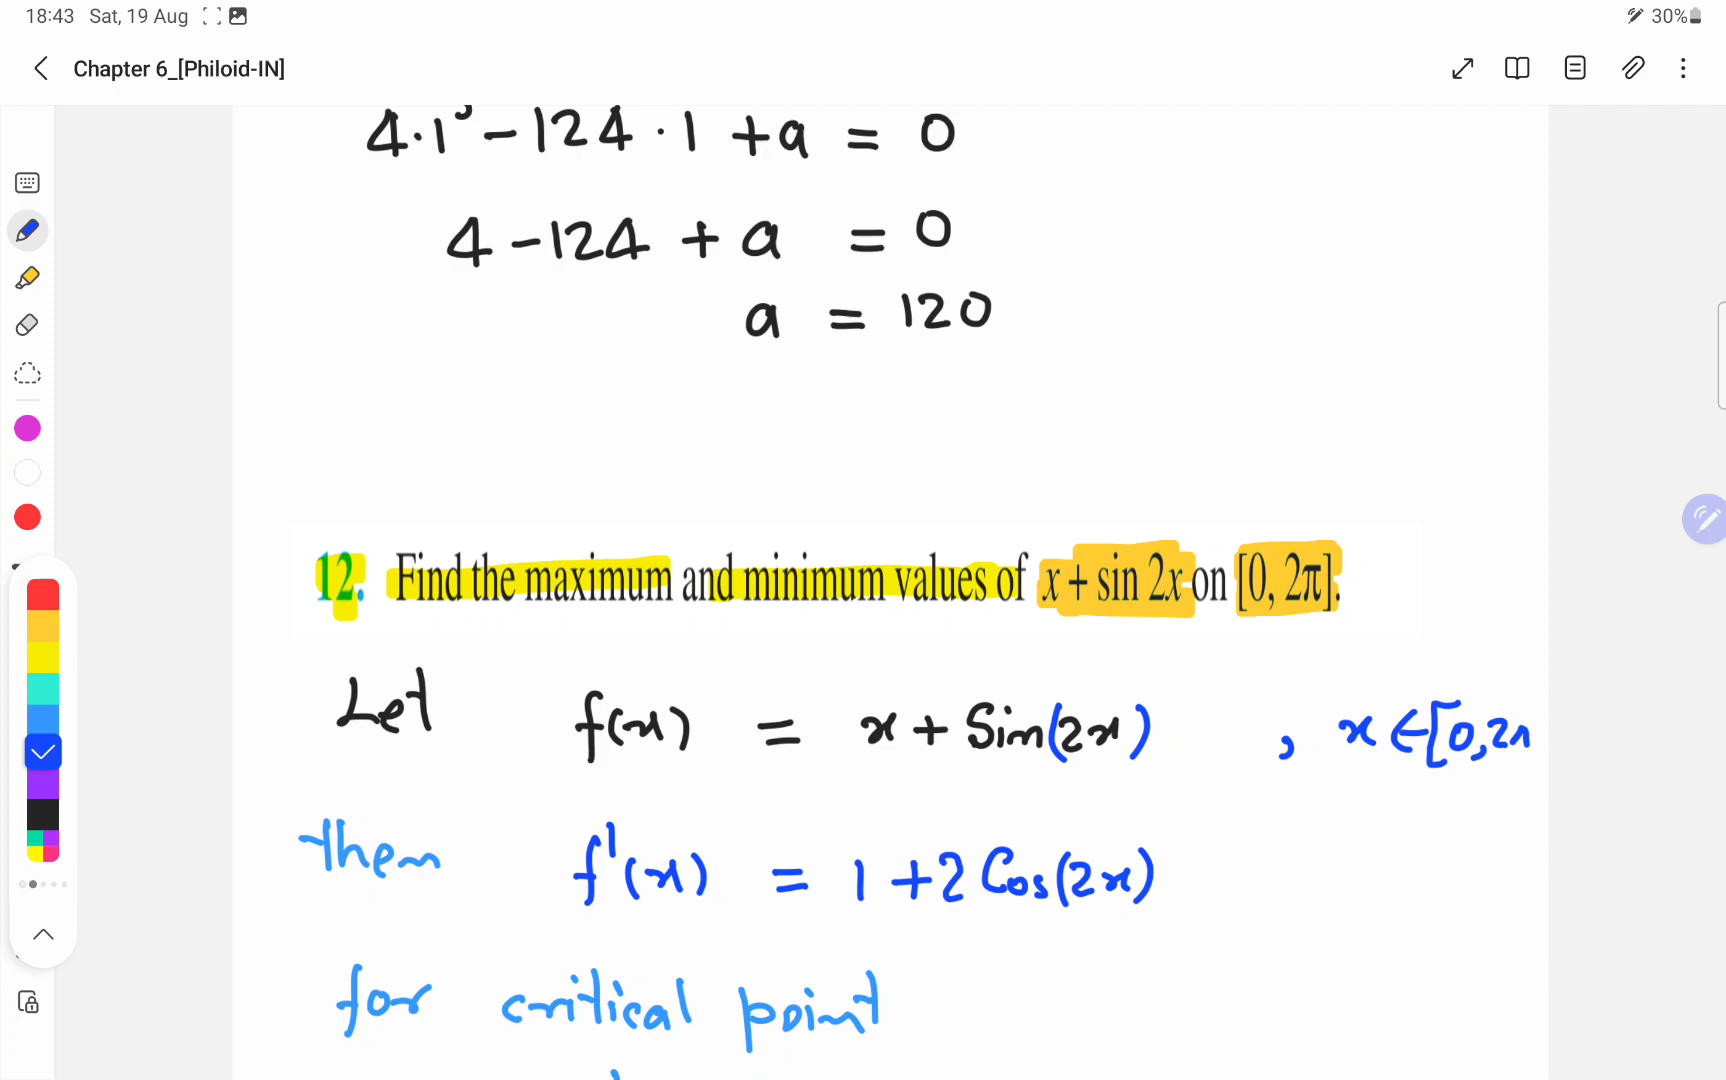 18:43 Sat, 19 Aug 30%
Chapter 6_[Philoid-IN]
4·1³ - 124·1 + a = 0
4 - 124 + a = 0
a = 120
12. Find the maximum and minimum values of x + sin 2x on [0, 2π].
Let f(x) = x + Sin(2x) , x ∈ [0, 2π
then f'(x) = 1 + 2 Cos(2x)
for critical point